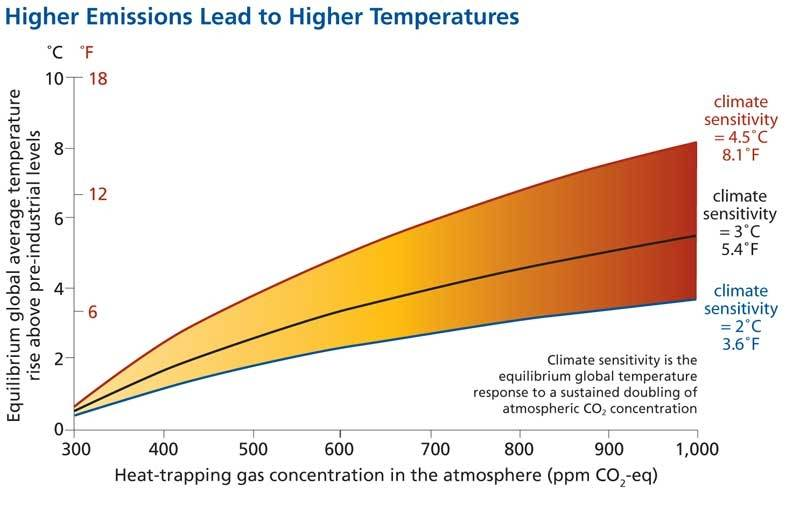 Higher Emissions Lead to Higher Temperatures
˚C ˚F
10 18
8
12
6
4
6
2
0
300 400 500 600 700 800 900 1,000
Equilibrium global average temperature
rise above pre-industrial levels
Heat-trapping gas concentration in the atmosphere (ppm CO₂-eq)
climate
sensitivity
= 4.5˚C
8.1˚F
climate
sensitivity
= 3˚C
5.4˚F
climate
sensitivity
= 2˚C
3.6˚F
Climate sensitivity is the
equilibrium global temperature
response to a sustained doubling of
atmospheric CO₂ concentration